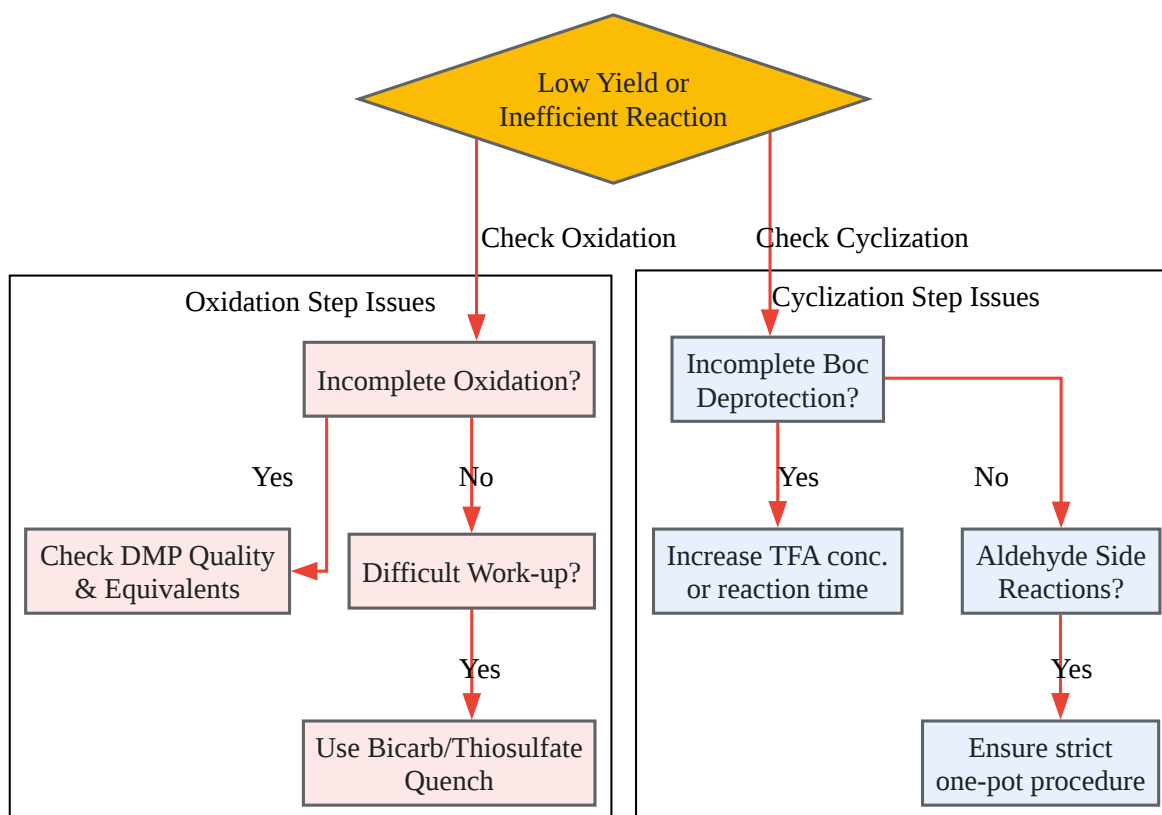 Low Yield or
Inefficient Reaction
Check Oxidation
Check Cyclization
Oxidation Step Issues
Incomplete Oxidation?
Yes
No
Check DMP Quality
& Equivalents
Difficult Work-up?
Yes
Use Bicarb/Thiosulfate
Quench
Cyclization Step Issues
Incomplete Boc
Deprotection?
Yes
No
Increase TFA conc.
or reaction time
Aldehyde Side
Reactions?
Yes
Ensure strict
one-pot procedure